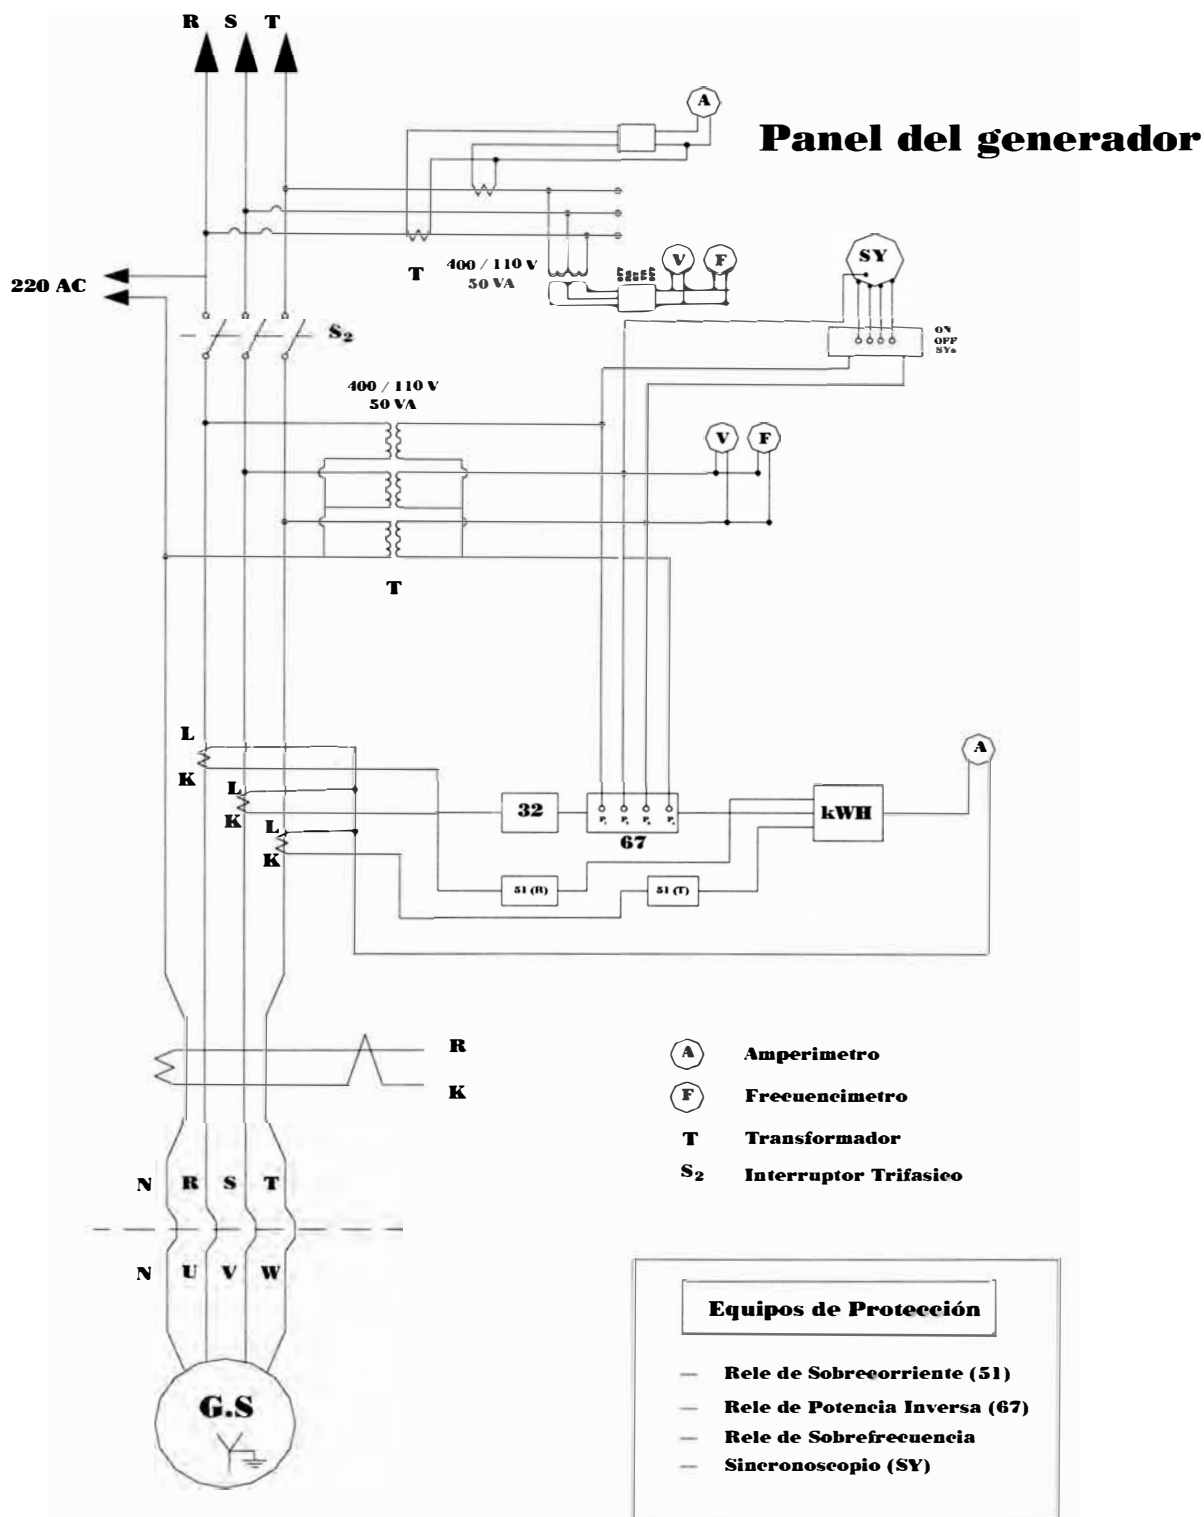 R S T
A
Panel del generador
SY
V F
T
400 / 110 V
50 VA
220 AC
S2
ON
OFF
400 / 110 V
50 VA
V F
T
L
K
L
K
L
K
A
32
67
kWH
51 (R)
51 (T)
R
K
A Amperimetro
F Frecuencimetro
T Transformador
S2 Interruptor Trifasico
N R S T
N U V W
G.S
Equipos de Protección
— Rele de Sobrecorriente (51)
— Rele de Potencia Inversa (67)
— Rele de Sobrefrecuencia
— Sincronoscopio (SY)